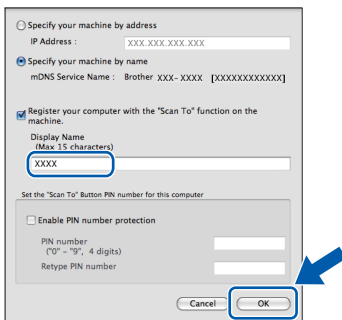 Specify your machine by address
IP Address : XXX.XXX.XXX.XXX
Specify your machine by name
mDNS Service Name : Brother XXX-XXXX [XXXXXXXXXXXX]
Register your computer with the "Scan To" function on the
machine.
Display Name
(Max 15 characters)
XXXX
Set the "Scan To" Button PIN number for this computer
Enable PIN number protection
PIN number
("0" - "9", 4 digits)
Retype PIN number
Cancel OK